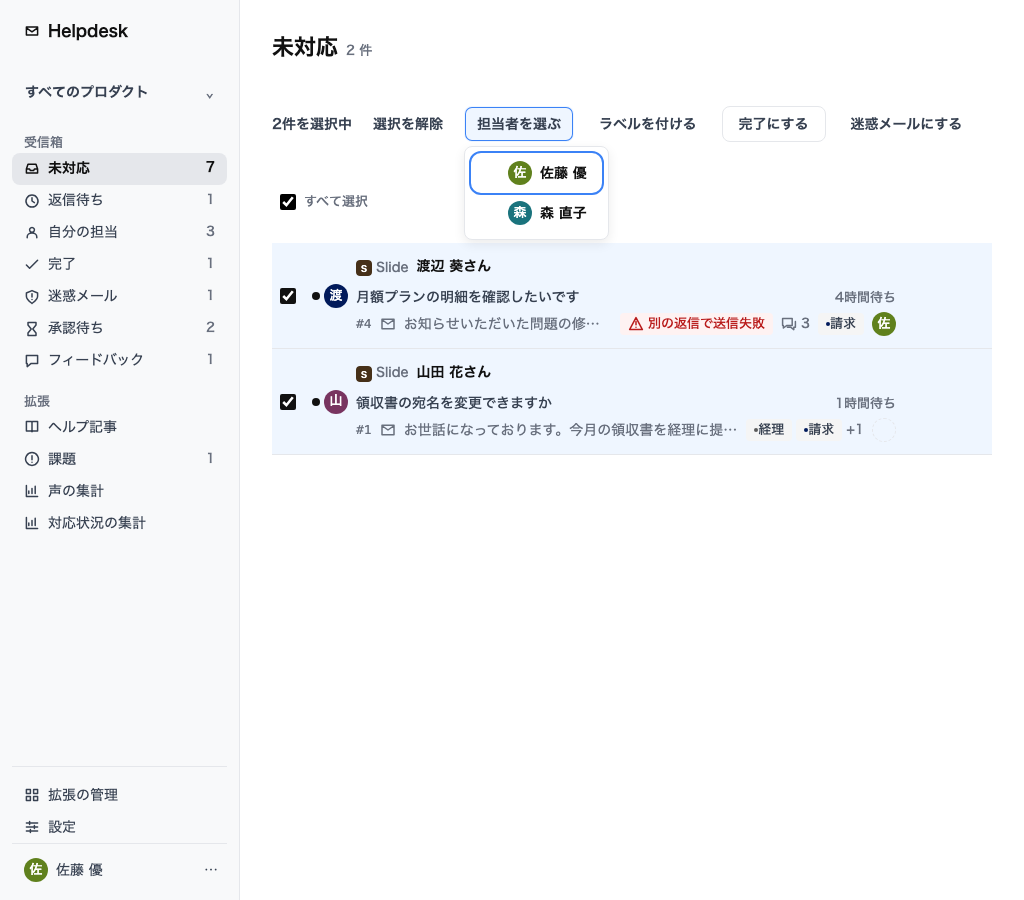 Helpdesk
すべてのプロダクト
受信箱
未対応 7
返信待ち 1
自分の担当 3
完了 1
迷惑メール 1
承認待ち 2
フィードバック 1
拡張
ヘルプ記事
課題 1
声の集計
対応状況の集計
拡張の管理
設定
佐 佐藤 優 …
未対応 2 件
2件を選択中 選択を解除 担当者を選ぶ ラベルを付ける 完了にする 迷惑メールにする
佐 佐藤 優
森 森 直子
すべて選択
S Slide 渡辺 葵さん
渡 月額プランの明細を確認したいです 4時間待ち
#4 お知らせいただいた問題の修… 別の返信で送信失敗 3 •請求 佐
S Slide 山田 花さん
山 領収書の宛名を変更できますか 1時間待ち
#1 お世話になっております。今月の領収書を経理に提… •経理 •請求 +1